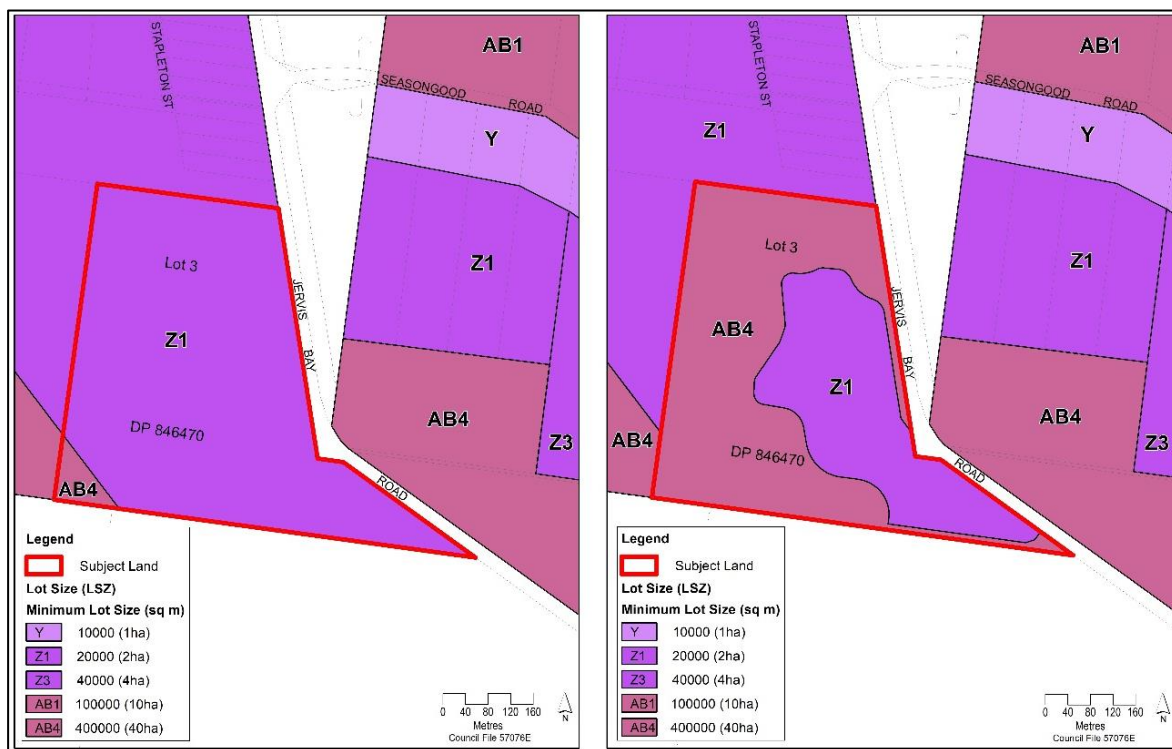 STAPLETON ST
AB1
SEASONGOOD ROAD
Y
Z1
Lot 3
Z1
JERVIS BAY ROAD
AB4
Z3
DP 846470
AB4
Legend
Subject Land
Lot Size (LSZ)
Minimum Lot Size (sq m)
Y 10000 (1ha)
Z1 20000 (2ha)
Z3 40000 (4ha)
AB1 100000 (10ha)
AB4 400000 (40ha)
0 40 80 120 160
Metres
Council File 57076E
N
STAPLETON ST
AB1
SEASONGOOD ROAD
Z1
Y
Z1
Lot 3
AB4
JERVIS BAY ROAD
Z1
AB4
Z3
DP 846470
AB4
Legend
Subject Land
Lot Size (LSZ)
Minimum Lot Size (sq m)
Y 10000 (1ha)
Z1 20000 (2ha)
Z3 40000 (4ha)
AB1 100000 (10ha)
AB4 400000 (40ha)
0 40 80 120 160
Metres
Council File 57076E
N